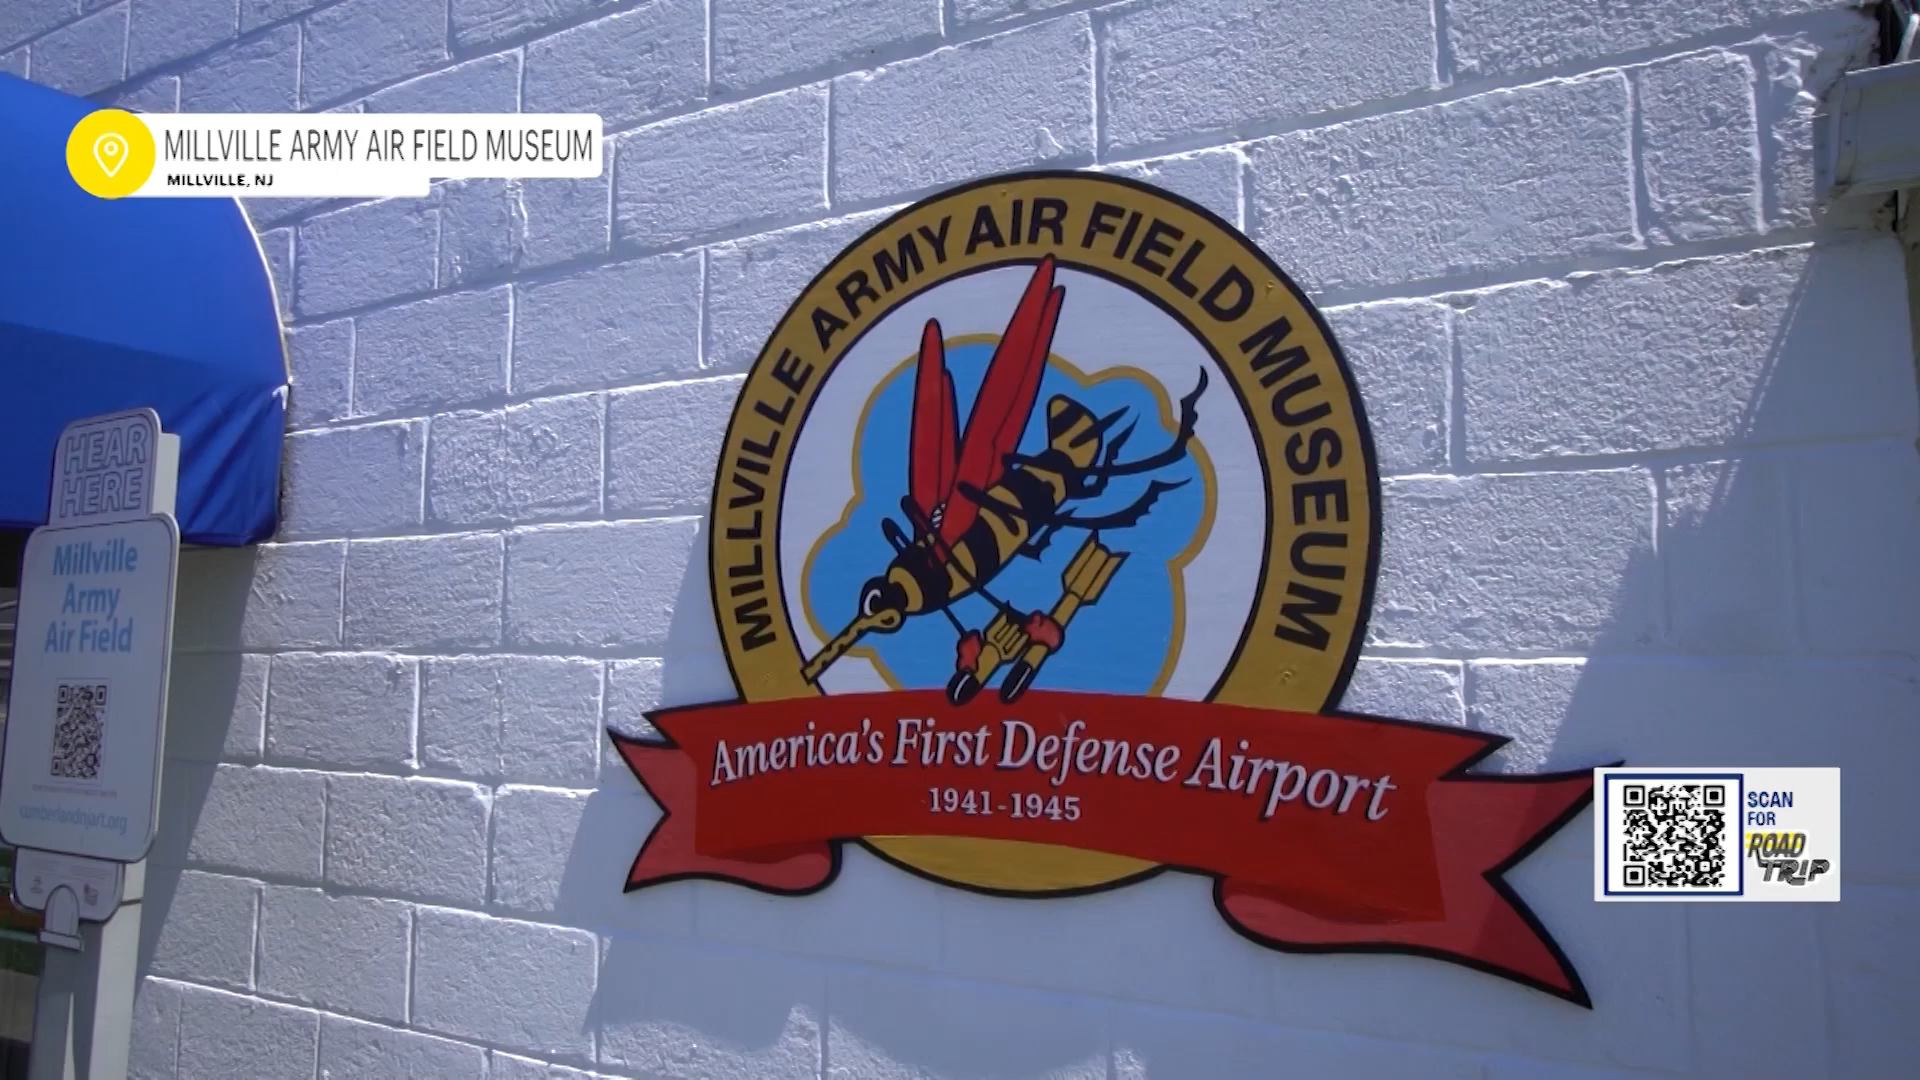 MILLVILLE ARMY AIR FIELD MUSEUM
MILLVILLE, NJ
HEAR
HERE
Millville
Army
Air Field
cumberlandnjart.org
MILLVILLE ARMY AIR FIELD MUSEUM
America's First Defense Airport
1941-1945
SCAN
FOR
ROAD
TRIP